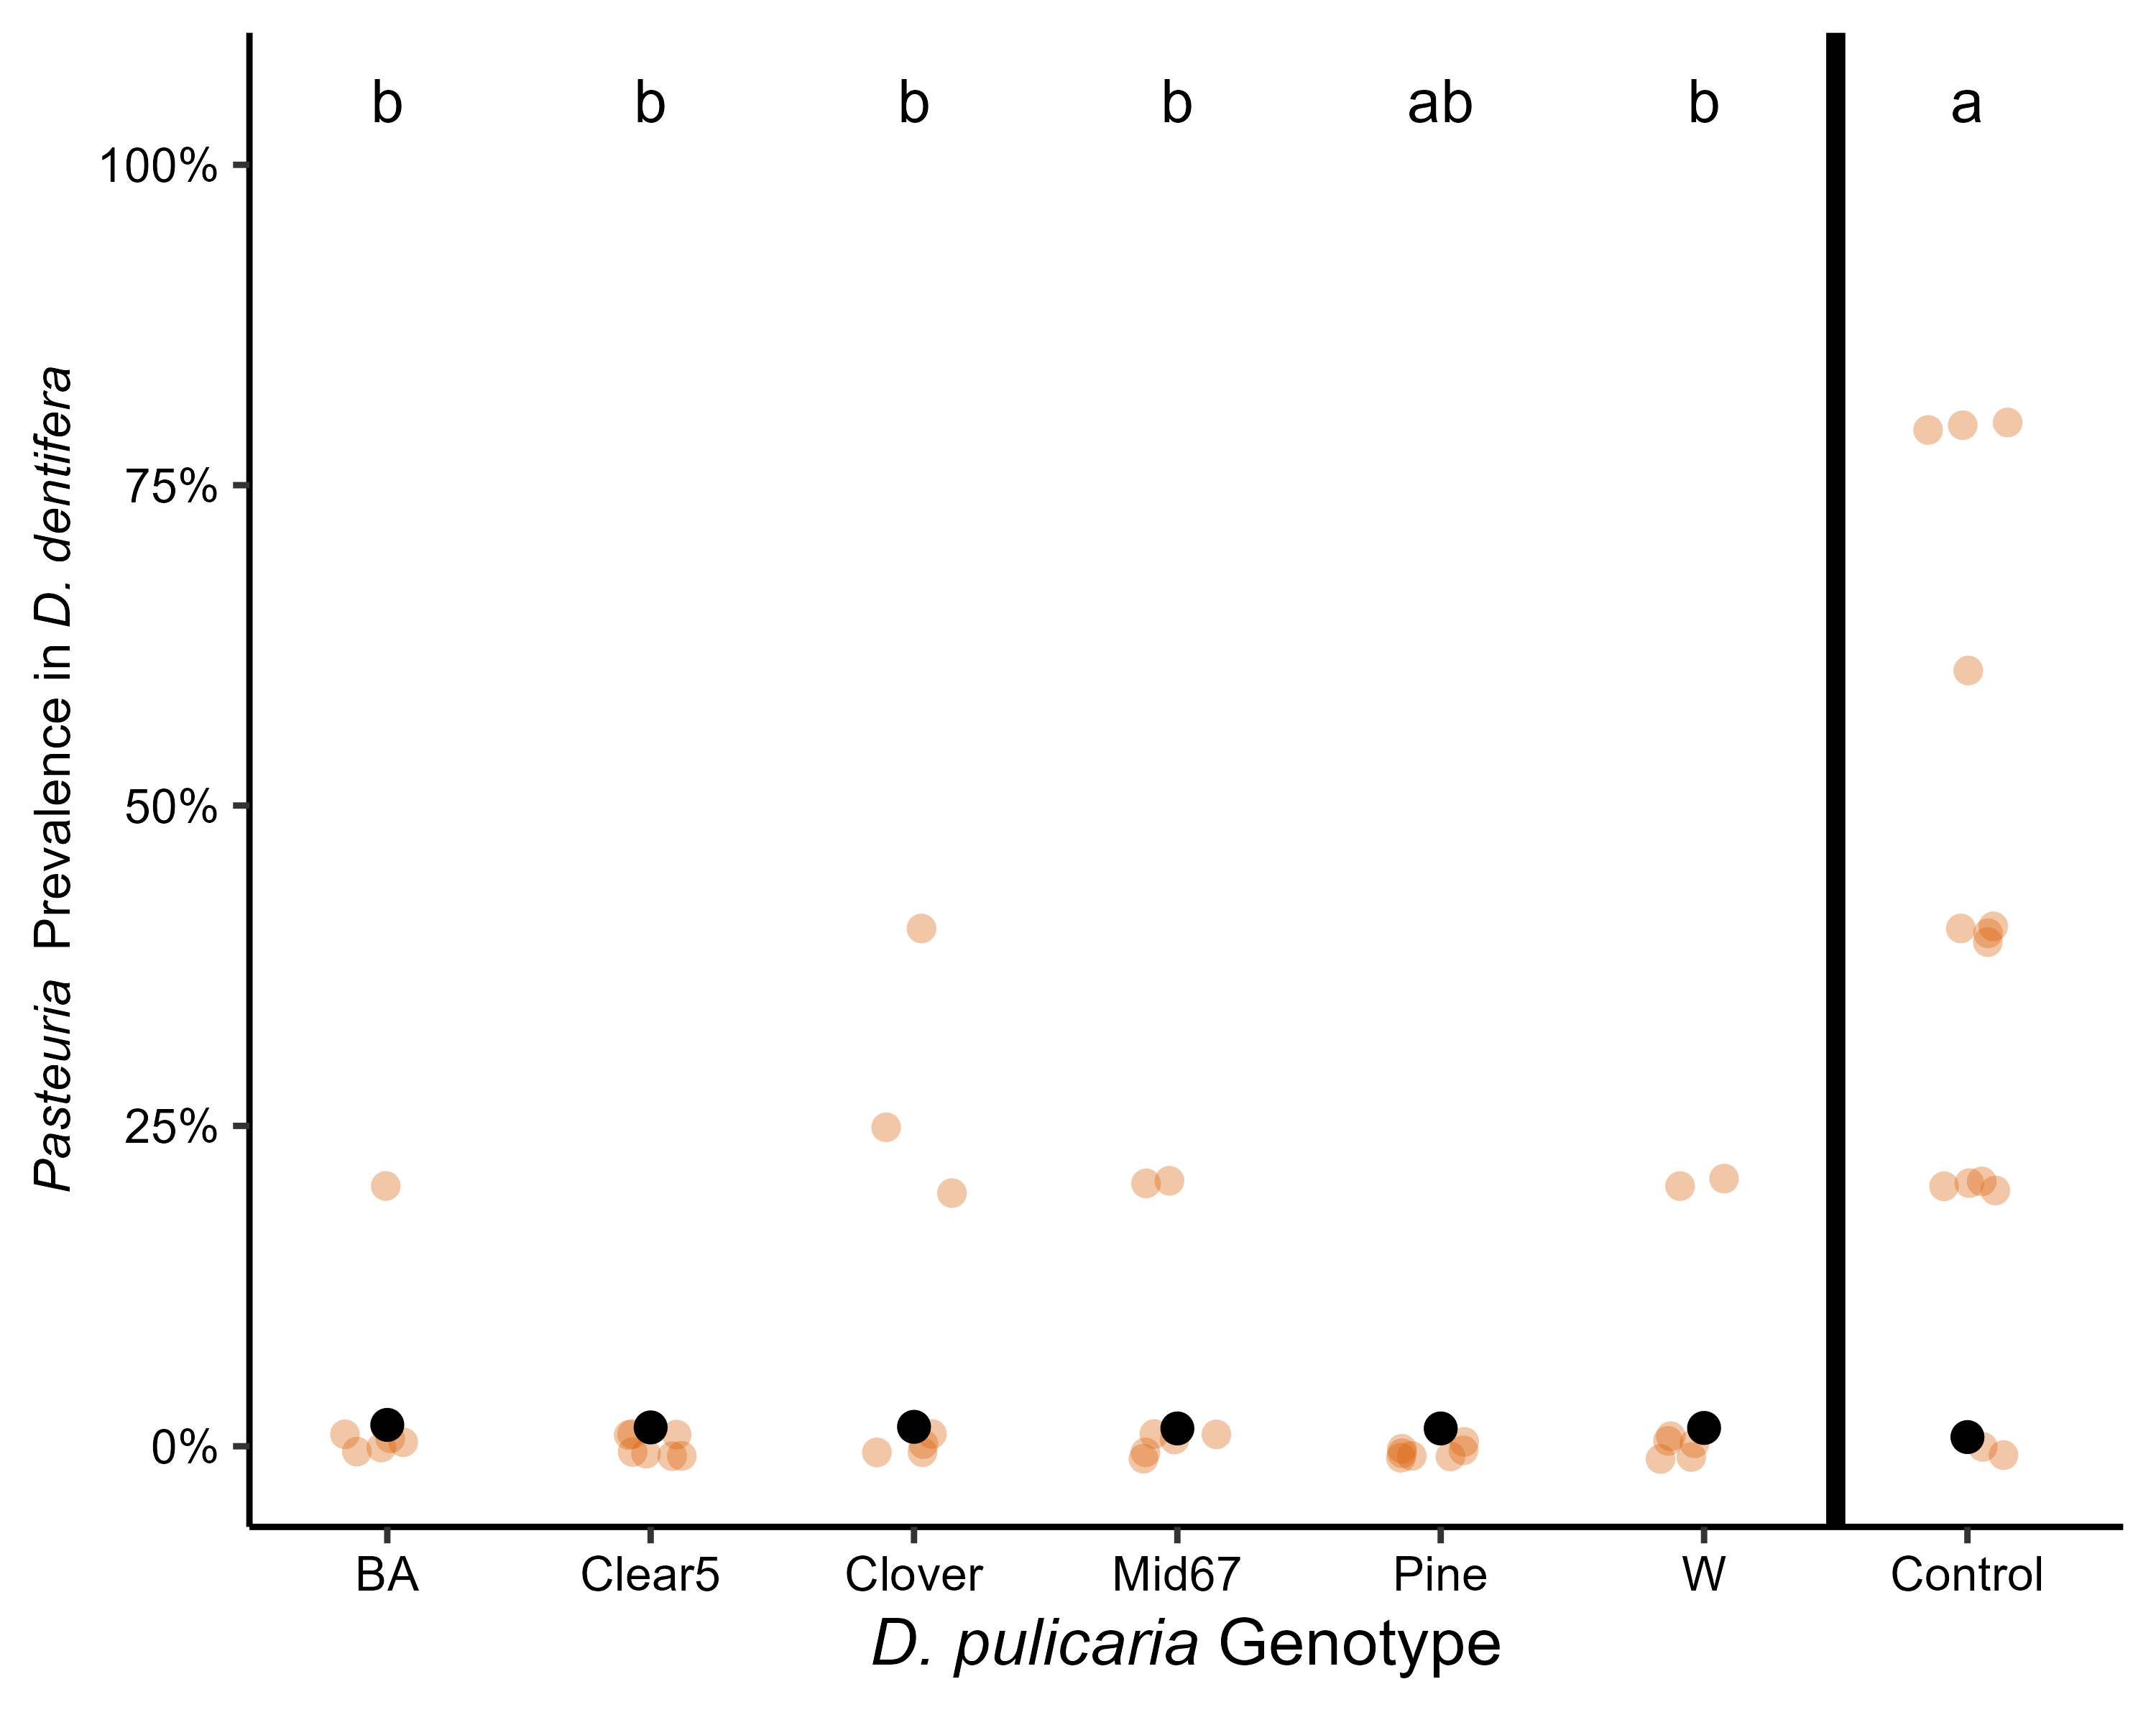 b b b b ab b a
100%
75%
50%
25%
0%
Pasteuria Prevalence in D. dentifera
BA Clear5 Clover Mid67 Pine W Control
D. pulicaria Genotype